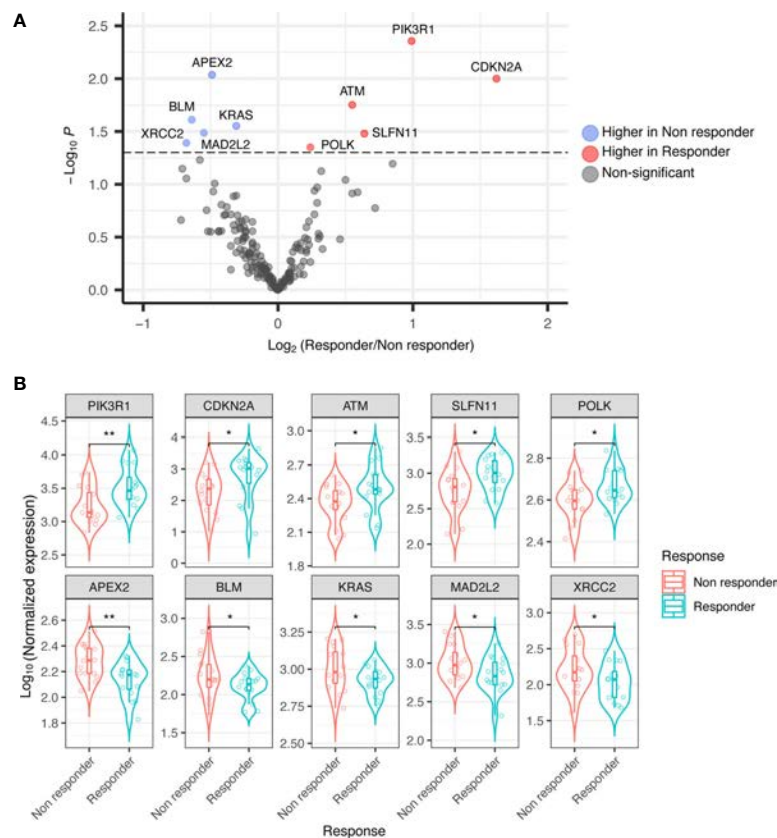 A
2.5
2.0
1.5
1.0
0.5
0.0
− Log10 P
PIK3R1
CDKN2A
APEX2
ATM
BLM
KRAS
XRCC2
MAD2L2
POLK
SLFN11
−1
0
1
2
Log2 (Responder/Non responder)
Higher in Non responder
Higher in Responder
Non-significant
B
Log10 (Normalized expression)
PIK3R1
CDKN2A
ATM
SLFN11
POLK
4.5
4.0
3.5
3.0
2.5
**
4
3
2
1
0
*
3.0
2.7
2.4
2.1
1.8
*
3.5
3.0
2.5
2.0
1.5
*
2.8
2.6
2.4
*
APEX2
BLM
KRAS
MAD2L2
XRCC2
2.6
2.4
2.2
2.0
1.8
**
3.0
2.6
2.2
1.8
*
3.25
3.00
2.75
2.50
*
3.5
3.0
2.5
2.0
*
3.0
2.5
2.0
1.5
*
Non responder
Responder
Non responder
Responder
Non responder
Responder
Non responder
Responder
Non responder
Responder
Response
Response
Non responder
Responder